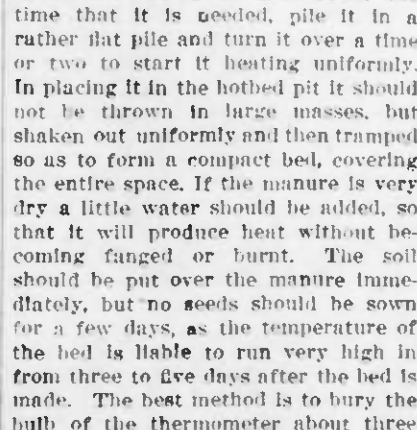 time that it is needed, pile it in a
rather flat pile and turn it over a time
or two to start it heating uniformly.
In placing it in the hotbed pit it should
not be thrown in large masses, but
shaken out uniformly and then tramped
so as to form a compact bed, covering
the entire space. If the manure is very
dry a little water should be added, so
that it will produce heat without be-
coming fanged or burnt. The soil
should be put over the manure imme-
diately, but no seeds should be sown
for a few days, as the temperature of
the bed is liable to run very high in
from three to five days after the bed is
made. The best method is to bury the
bulb of the thermometer about three